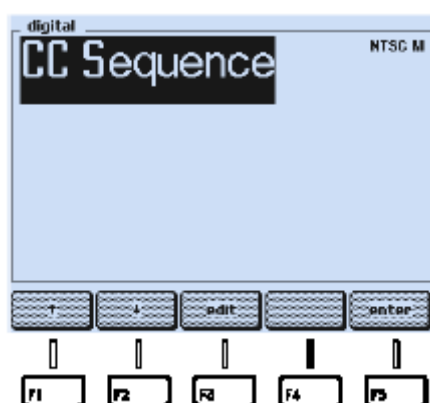 digital
CC Sequence
NTSC M
↑ ↓ edit enter
F1 F2 F3 F4 F5